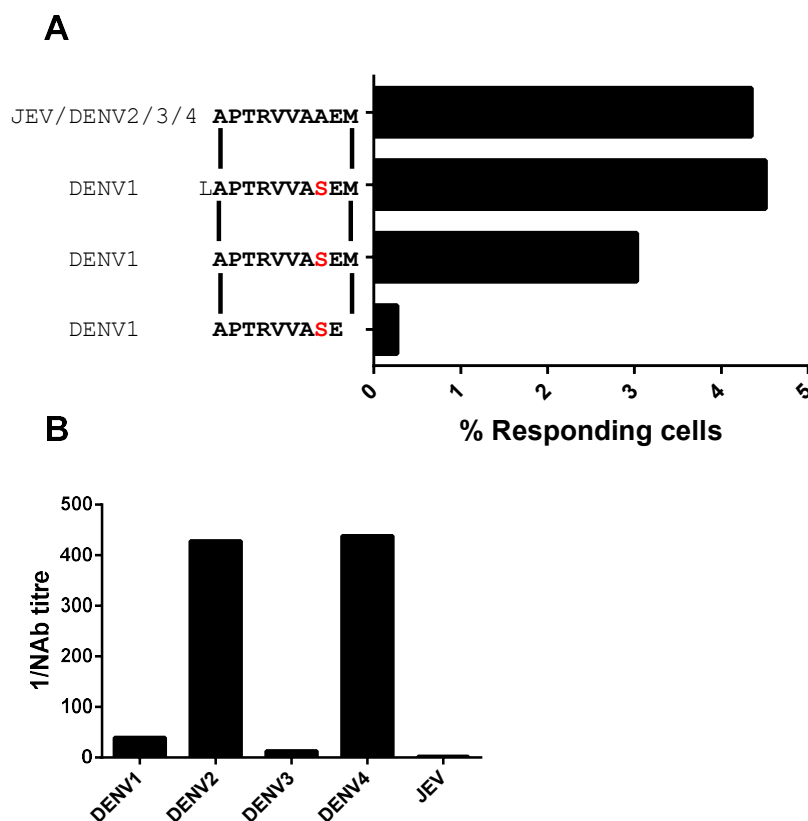 A
JEV/DENV2/3/4 APTRVVAAEM
DENV1 LAPTRVVASEM
DENV1 APTRVVASEM
DENV1 APTRVVASE
0 1 2 3 4 5
% Responding cells
B
500
400
300
200
100
0
1/NAb titre
DENV1 DENV2 DENV3 DENV4 JEV